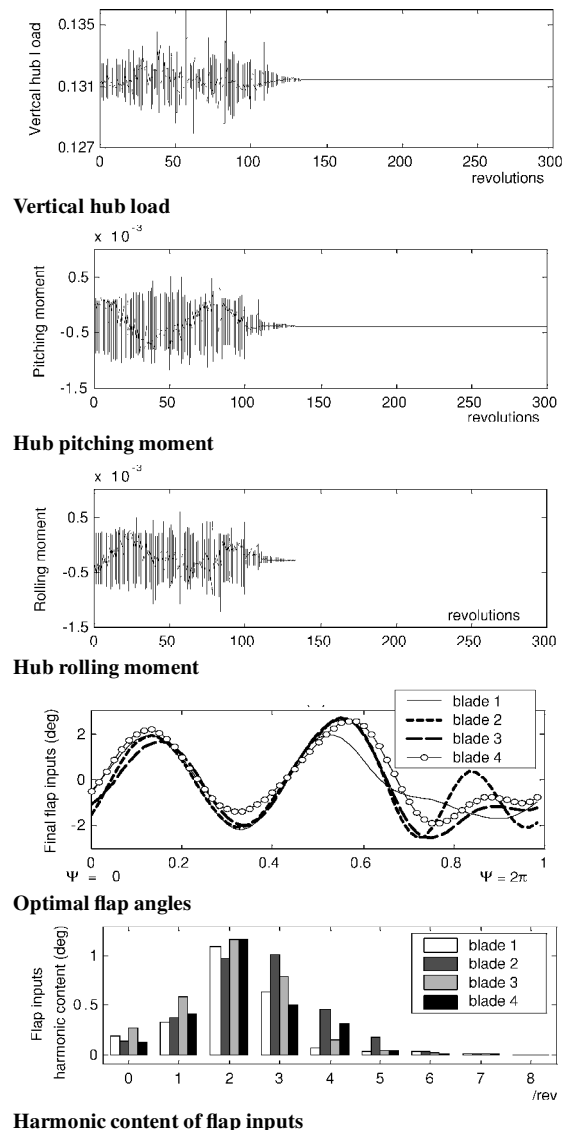 0.135
0.131
0.127
Vertcal hub l oad
0 50 100 150 200 250 300
revolutions
Vertical hub load
x 10⁻³
0.5
-0.5
-1.5
Pitching moment
0 50 100 150 200 250 300
revolutions
Hub pitching moment
x 10⁻³
0.5
-0.5
-1.5
Rolling moment
revolutions
0 50 100 150 200 250 300
Hub rolling moment
blade 1
blade 2
blade 3
blade 4
2
0
-2
Final flap inputs (deg)
0 0.2 0.4 0.6 0.8 1
Ψ = 0 Ψ = 2π
Optimal flap angles
blade 1
blade 2
blade 3
blade 4
1
0.5
0
Flap inputs
harmonic content (deg)
0 1 2 3 4 5 6 7 8
/rev
Harmonic content of flap inputs